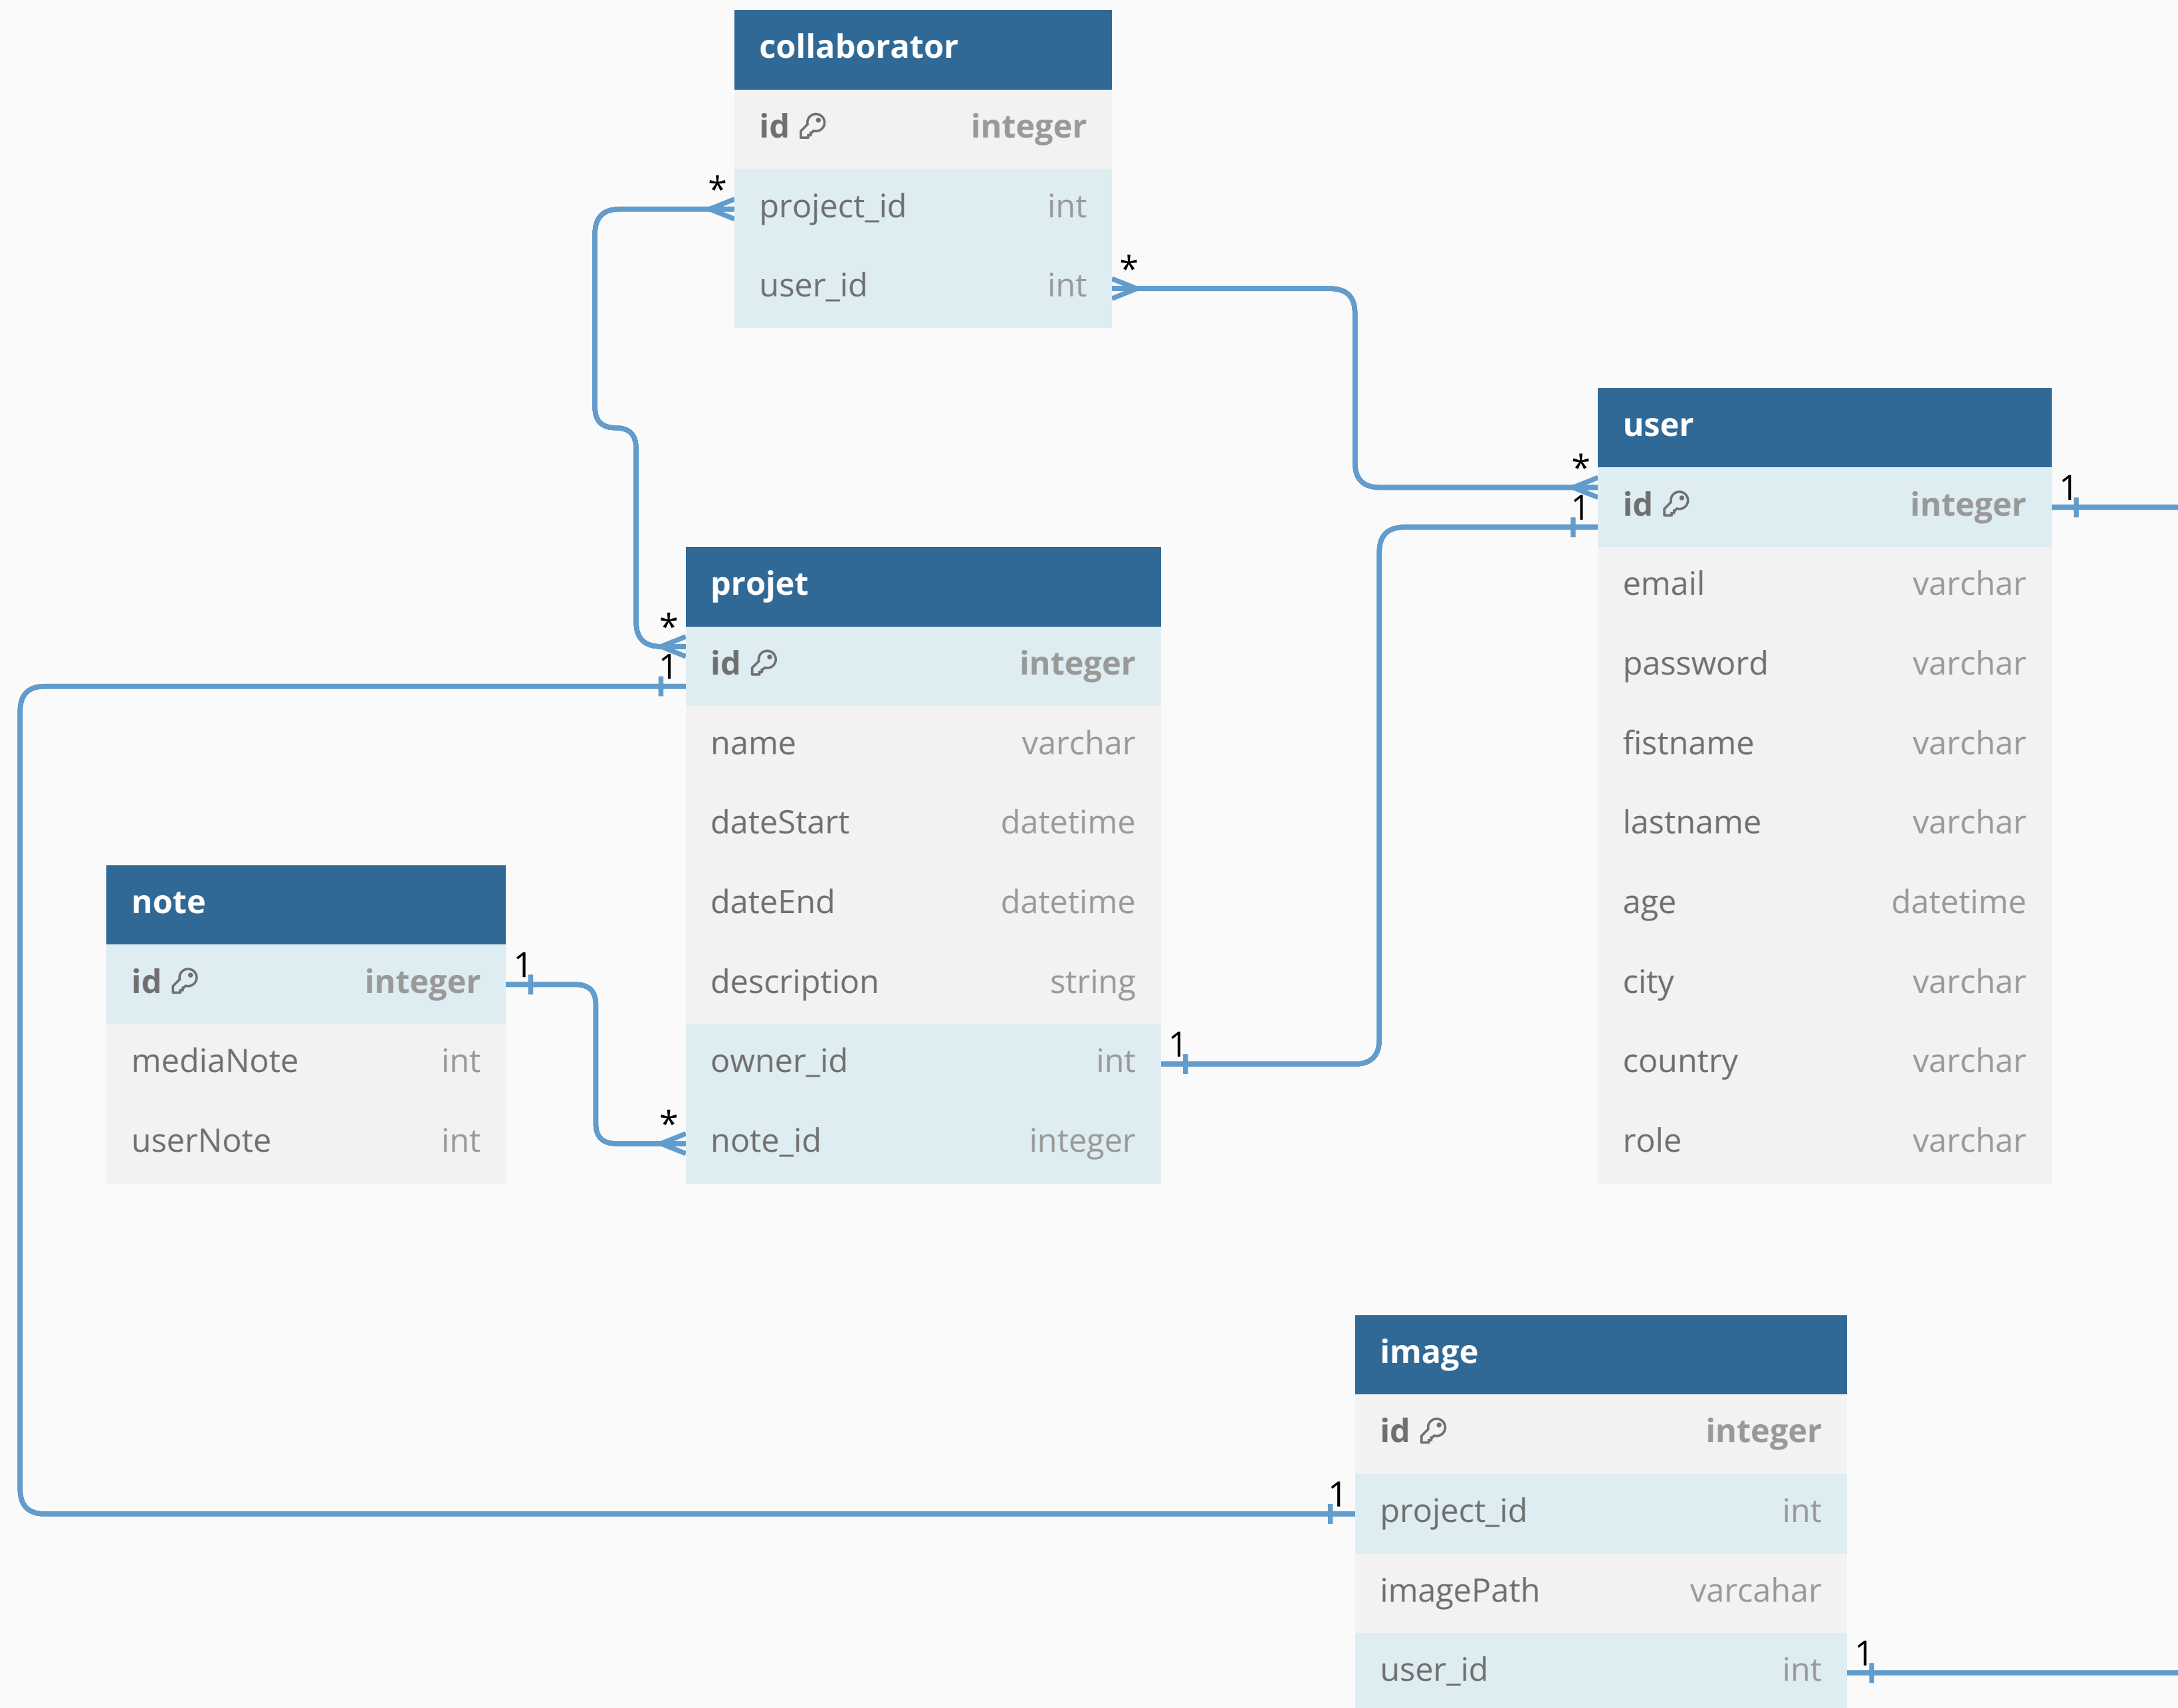 collaborator
id integer
* project_id int
user_id int *
user
* id integer 1
1
email varchar
password varchar
fistname varchar
lastname varchar
age datetime
city varchar
country varchar
role varchar
projet
* id integer
1
name varchar
dateStart datetime
dateEnd datetime
description string
owner_id int 1
* note_id integer
note
id integer 1
mediaNote int
userNote int
image
id integer
1 project_id int
imagePath varcahar
user_id int 1